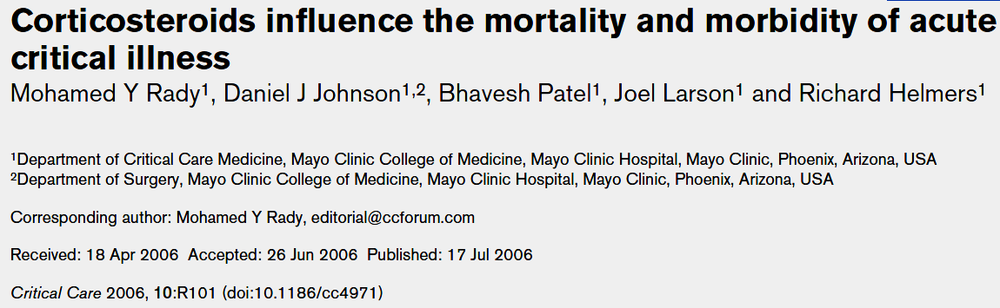 Corticosteroids influence the mortality and morbidity of acute
critical illness
Mohamed Y Rady¹, Daniel J Johnson¹,², Bhavesh Patel¹, Joel Larson¹ and Richard Helmers¹
¹Department of Critical Care Medicine, Mayo Clinic College of Medicine, Mayo Clinic Hospital, Mayo Clinic, Phoenix, Arizona, USA
²Department of Surgery, Mayo Clinic College of Medicine, Mayo Clinic Hospital, Mayo Clinic, Phoenix, Arizona, USA
Corresponding author: Mohamed Y Rady, editorial@ccforum.com
Received: 18 Apr 2006 Accepted: 26 Jun 2006 Published: 17 Jul 2006
Critical Care 2006, 10:R101 (doi:10.1186/cc4971)